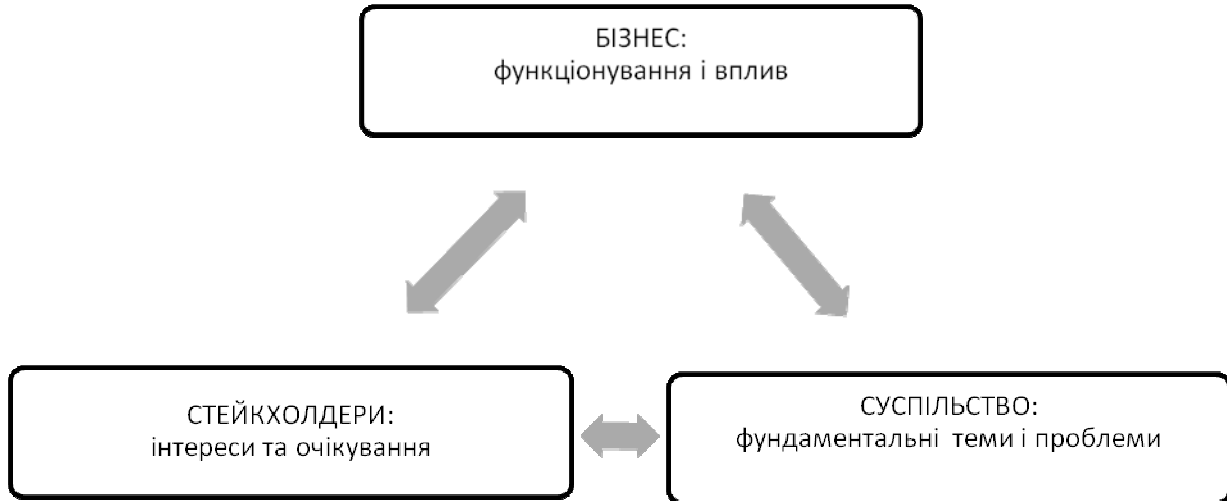 БІЗНЕС:
функціонування і вплив
СТЕЙКХОЛДЕРИ:
інтереси та очікування
СУСПІЛЬСТВО:
фундаментальні теми і проблеми